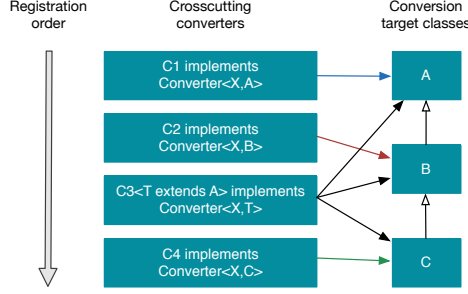 Registration
order
Crosscutting
converters
Conversion
target classes
C1 implements
Converter<X,A>
A
C2 implements
Converter<X,B>
B
C3<T extends A> implements
Converter<X,T>
C4 implements
Converter<X,C>
C